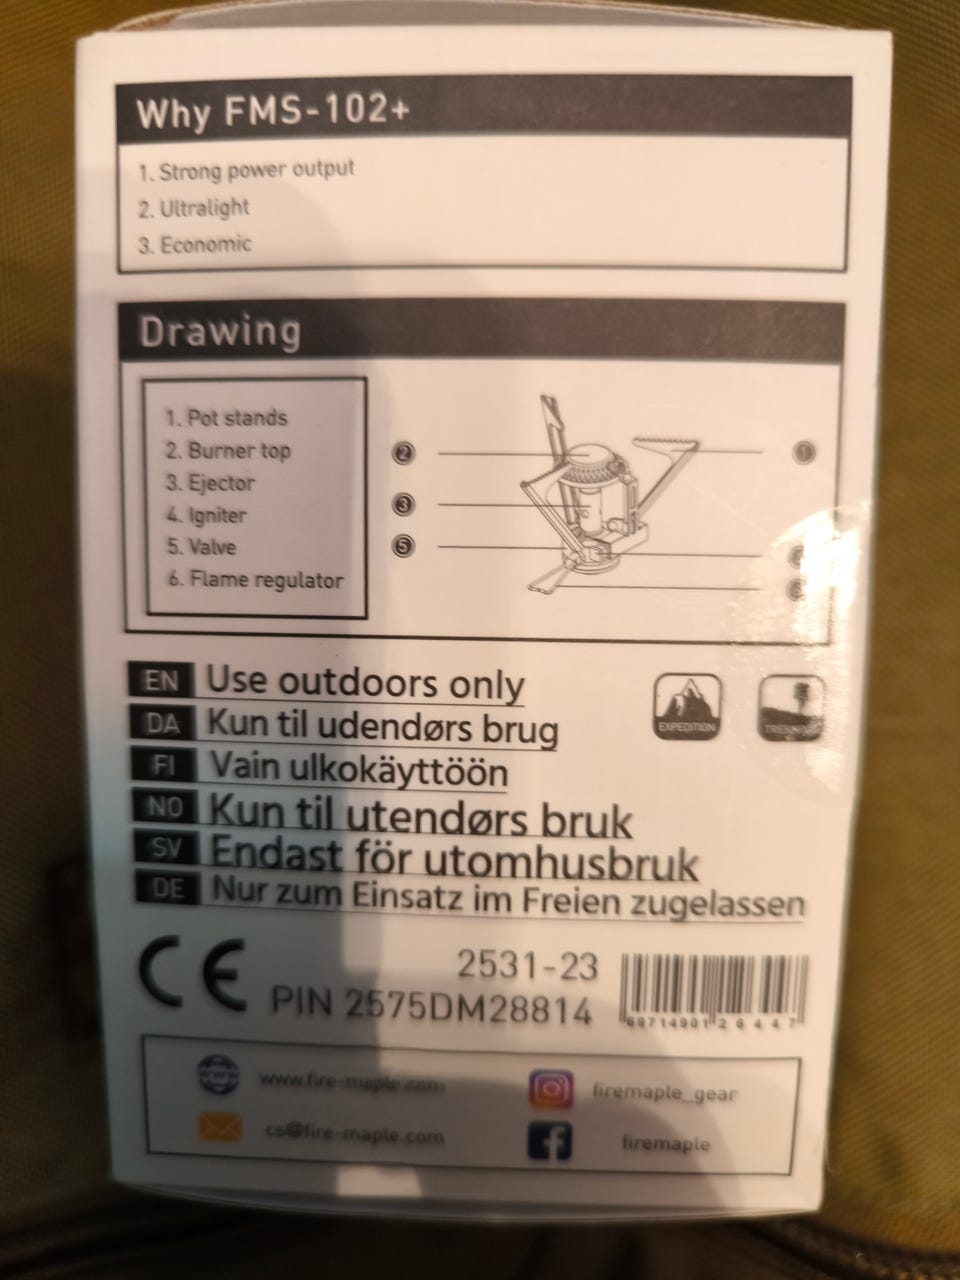 Why FMS-102+
1. Strong power output
2. Ultralight
3. Economic
Drawing
1. Pot stands
2. Burner top
3. Ejector
4. Igniter
5. Valve
6. Flame regulator
2
1
3
5
EN Use outdoors only
DA Kun til udendørs brug
FI Vain ulkokäyttöön
NO Kun til utendørs bruk
SV Endast för utomhusbruk
DE Nur zum Einsatz im Freien zugelassen
EXPEDITION
CE
2531-23
PIN 2575DM28814
www.fire-maple.com
firemaple_gear
cs@fire-maple.com
firemaple